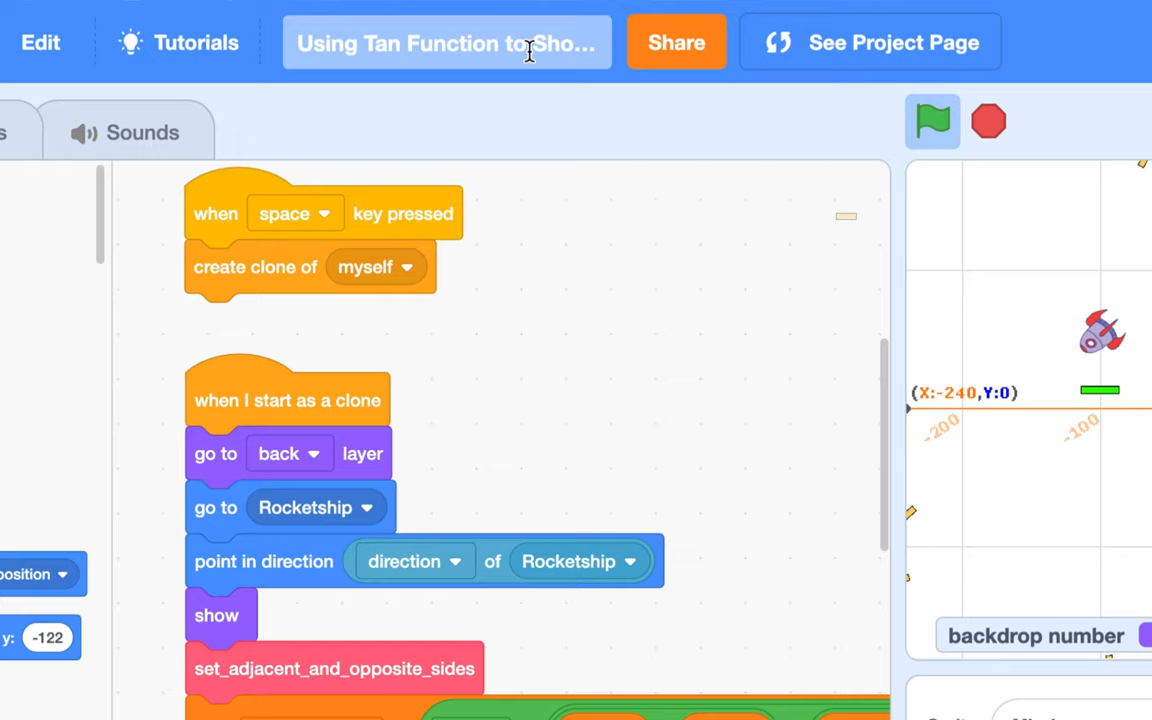 Edit
Tutorials
Using Tan Function to Sho...
Share
See Project Page
s
Sounds
when space key pressed
create clone of myself
when I start as a clone
go to back layer
go to Rocketship
point in direction direction of Rocketship
show
set_adjacent_and_opposite_sides
position
y: -122
(X:-240,Y:0)
-200
-100
backdrop number